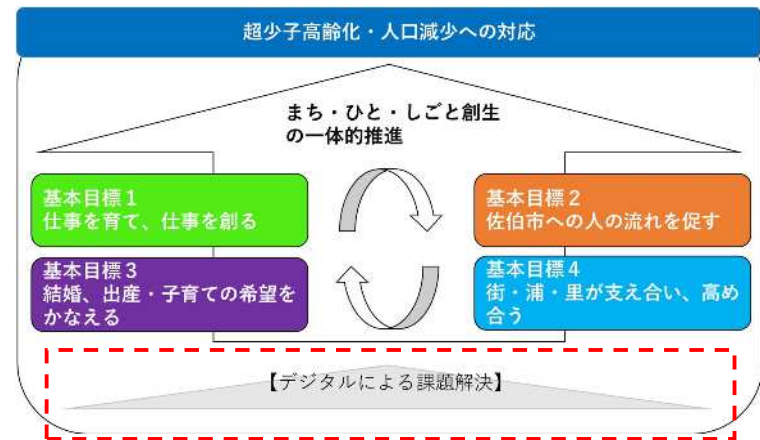 超少子高齢化・人口減少への対応
まち・ひと・しごと創生
の一体的推進
基本目標１
仕事を育て、仕事を創る
基本目標２
佐伯市への人の流れを促す
基本目標３
結婚、出産・子育ての希望を
かなえる
基本目標４
街・浦・里が支え合い、高め
合う
【デジタルによる課題解決】